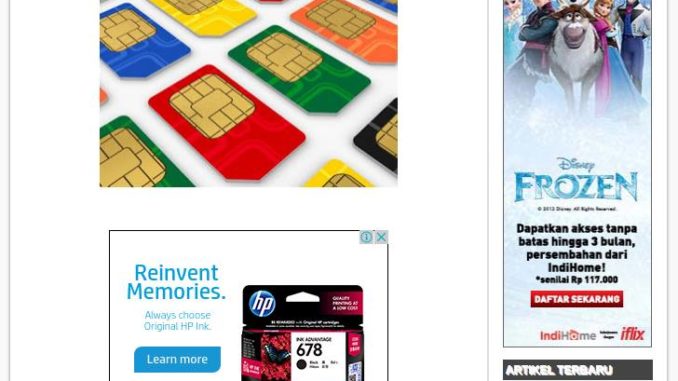 Reinvent
Memories.
Always choose
Original HP Ink.
Learn more
hp
QUALITY PRINTING
AT A LOW COST
INK ADVANTAGE
678
Disney
FROZEN
© 2013 Disney. All Rights Reserved.
Dapatkan akses tanpa
batas hingga 3 bulan,
persembahan dari
IndiHome!
*senilai Rp 117.000
DAFTAR SEKARANG
IndiHome
iflix
ARTIKEL TERBARU